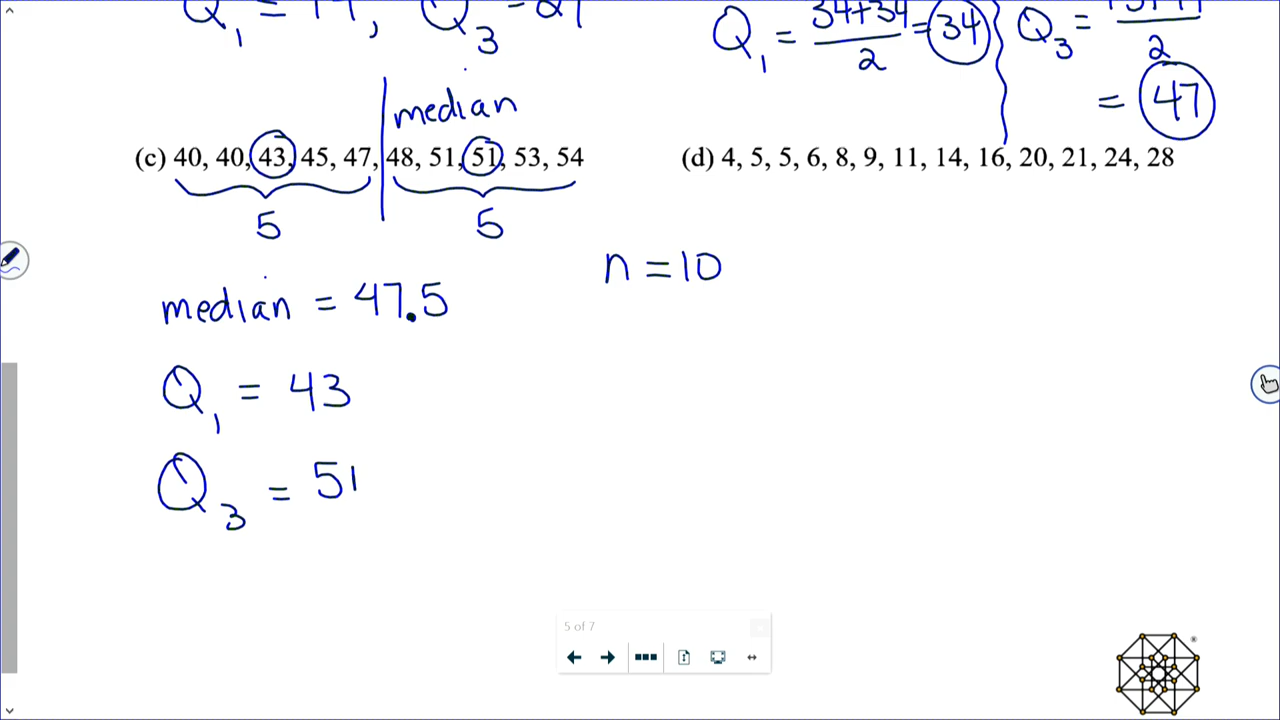 Q₁ = 34+34 / 2 = 34
Q₃ = / 2
= 47
median
(c) 40, 40, 43, 45, 47, 48, 51, 51, 53, 54
5 5
median = 47.5
Q₁ = 43
Q₃ = 51
n = 10
(d) 4, 5, 5, 6, 8, 9, 11, 14, 16, 20, 21, 24, 28
5 of 7